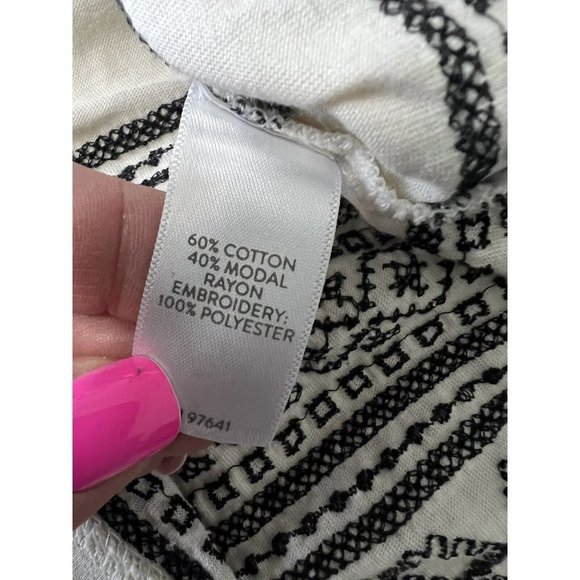 60% COTTON
40% MODAL
RAYON
EMBROIDERY:
100% POLYESTER
97641